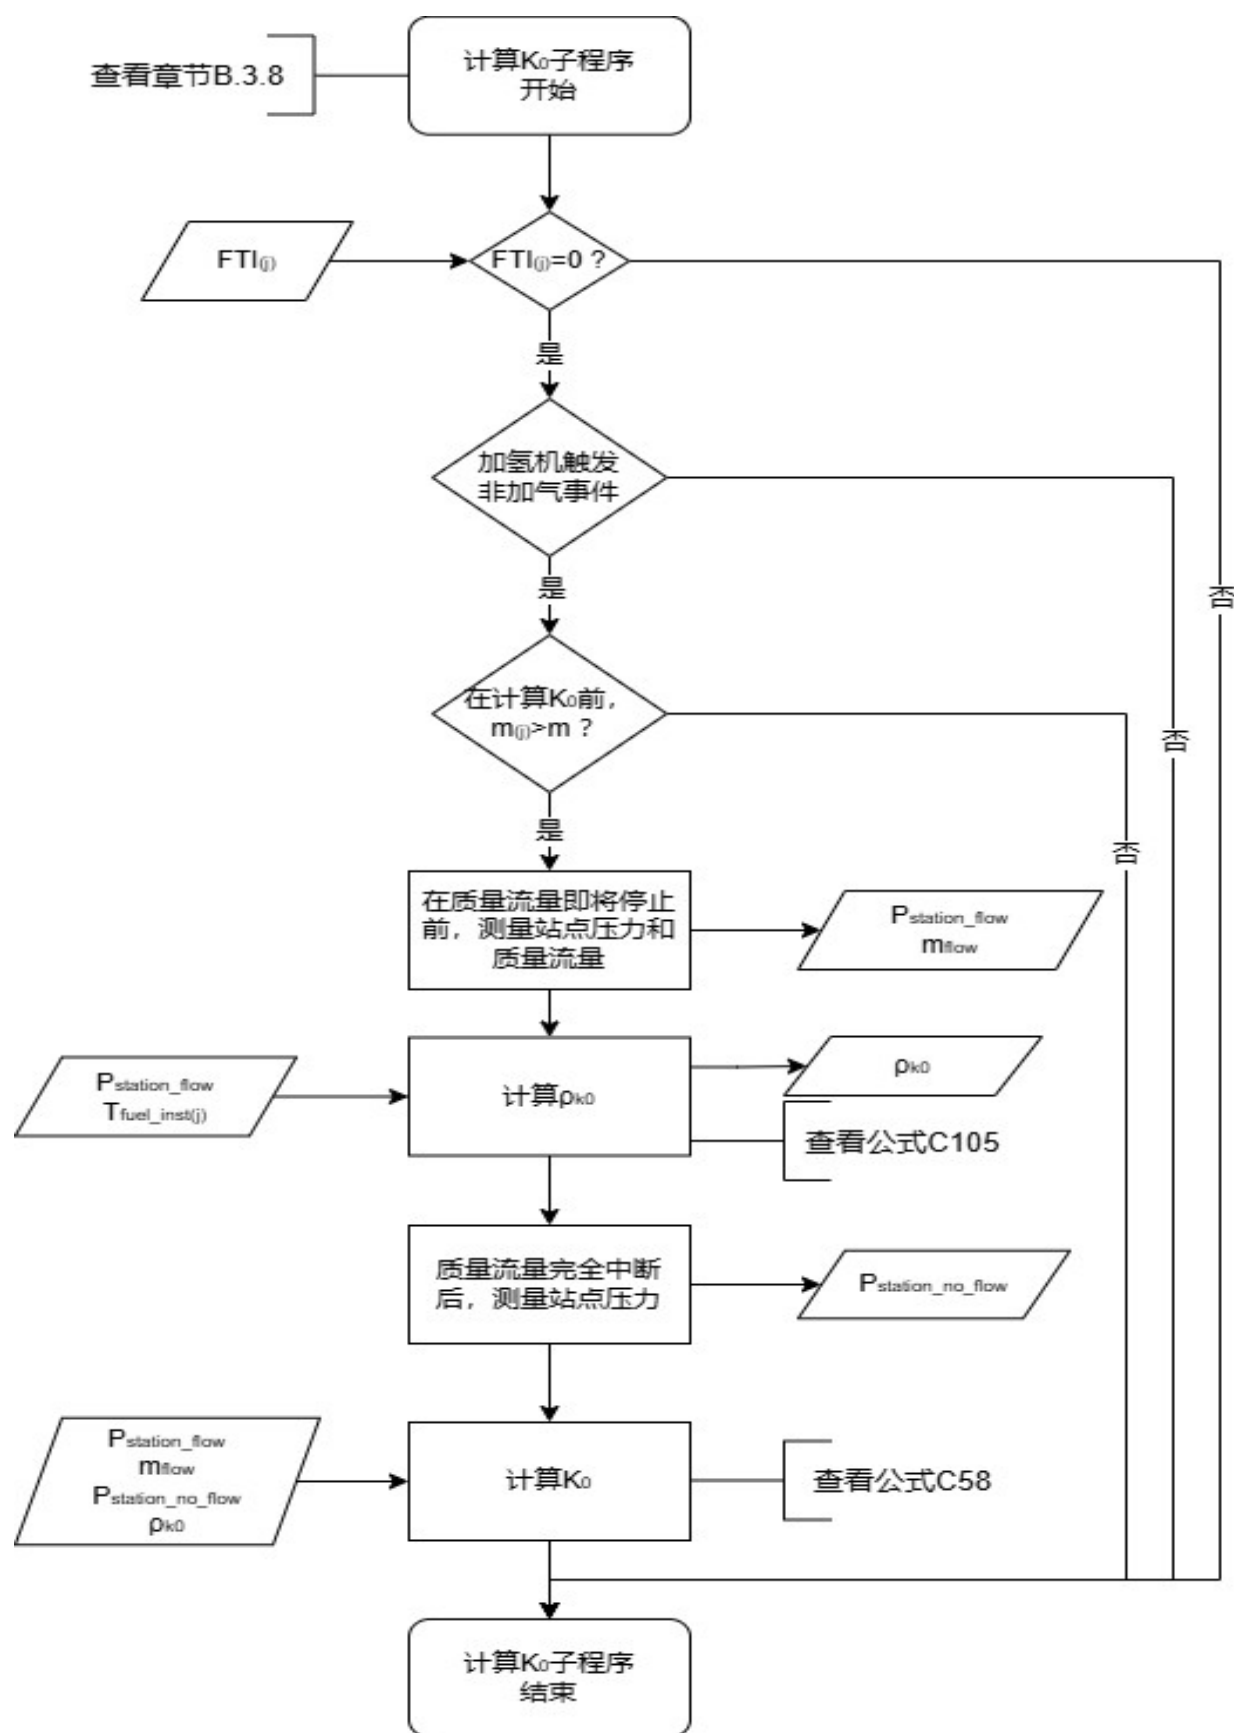 查看章节B.3.8
计算K₀子程序
开始
FTI₍ⱼ₎
FTI₍ⱼ₎=0？
是
加氢机触发
非加气事件
否
是
在计算K₀前，
m₍ⱼ₎>m？
否
是
否
在质量流量即将停止
前，测量站点压力和
质量流量
Pstation_flow
mflow
Pstation_flow
Tfuel_inst(j)
计算ρk0
ρk0
查看公式C105
质量流量完全中断
后，测量站点压力
Pstation_no_flow
Pstation_flow
mflow
Pstation_no_flow
ρk0
计算K₀
查看公式C58
计算K₀子程序
结束